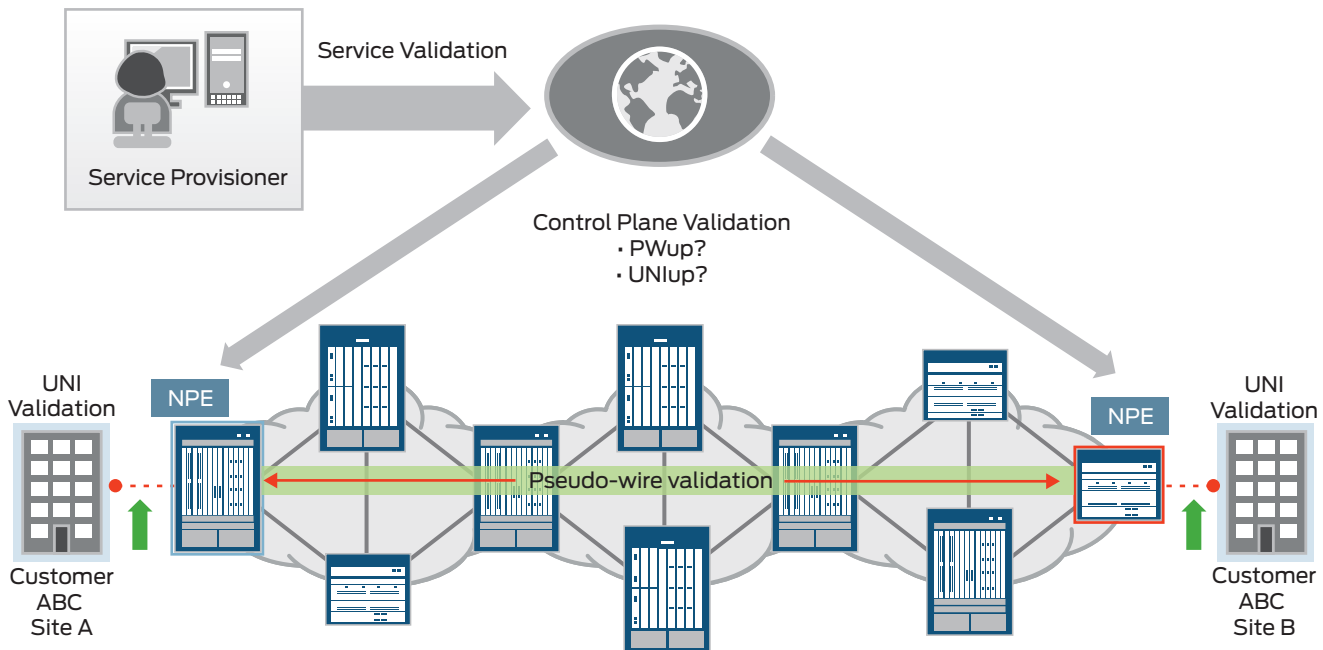 Service Validation
Service Provisioner
Control Plane Validation
· PWup?
· UNIup?
UNI
Validation
NPE
UNI
Validation
NPE
Pseudo-wire validation
Customer
ABC
Site A
Customer
ABC
Site B